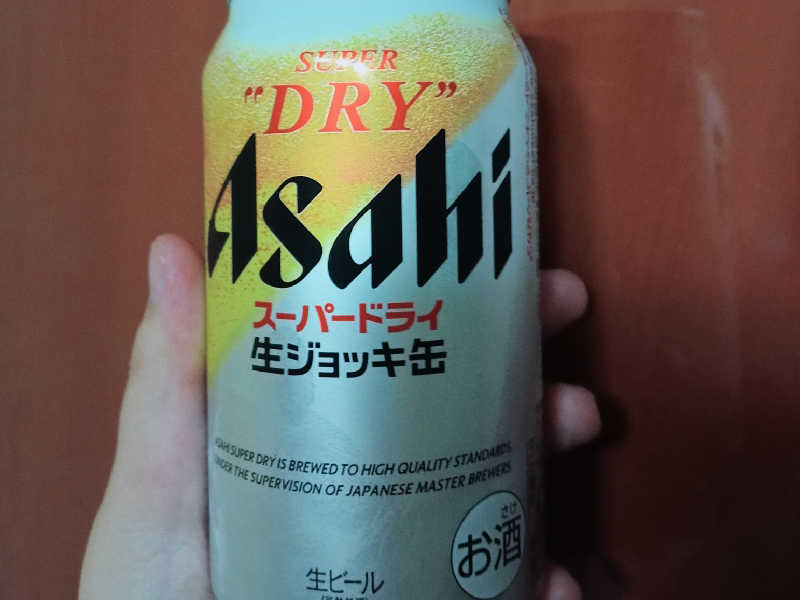 SUPER
"DRY"
Asahi
スーパードライ
生ジョッキ缶
ASAHI SUPER DRY IS BREWED TO HIGH QUALITY STANDARDS,
UNDER THE SUPERVISION OF JAPANESE MASTER BREWERS.
さけ
お酒
生ビール